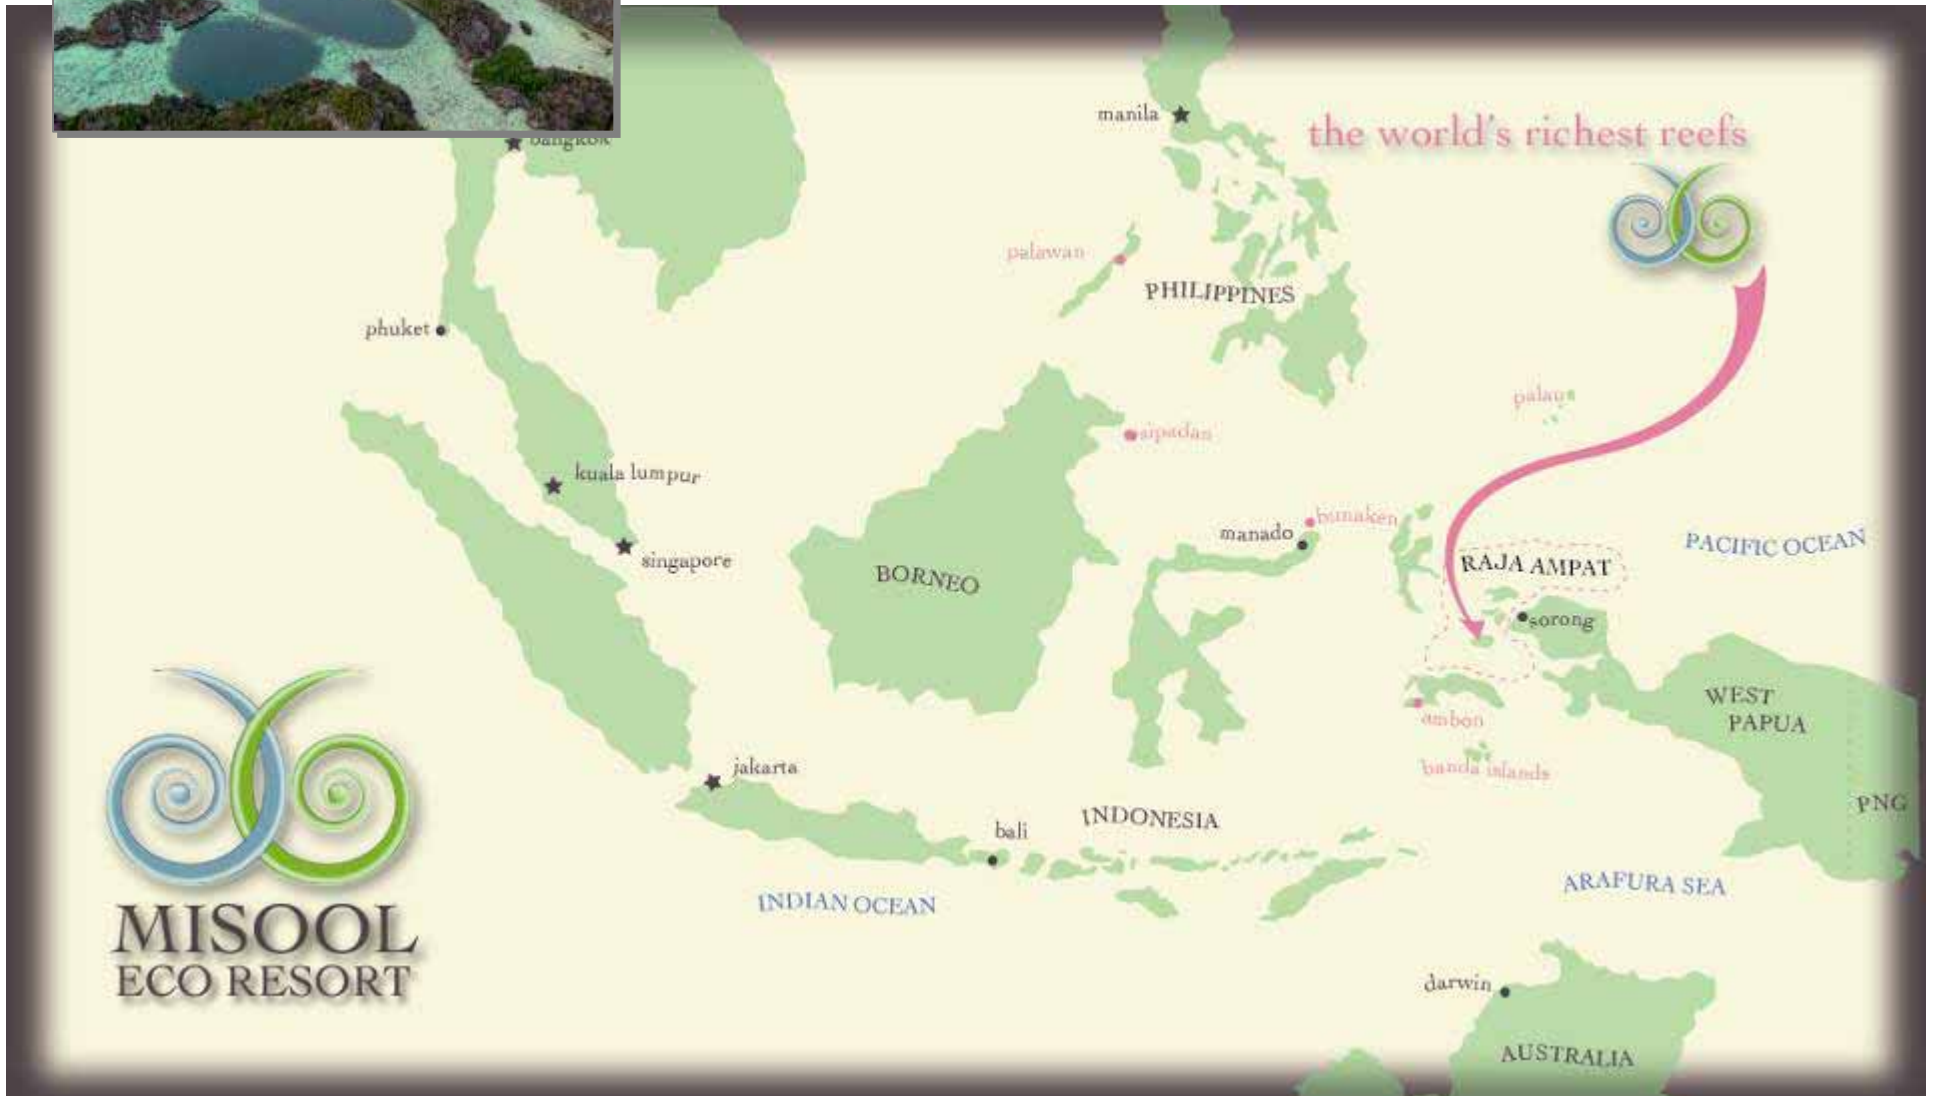 bangkok
manila
the world's richest reefs
palawan
PHILIPPINES
phuket
palau
sipadan
kuala lumpur
bunaken
manado
PACIFIC OCEAN
singapore
RAJA AMPAT
BORNEO
sorong
WEST
PAPUA
ambon
jakarta
banda islands
PNG
INDONESIA
bali
ARAFURA SEA
INDIAN OCEAN
MISOOL
ECO RESORT
darwin
AUSTRALIA